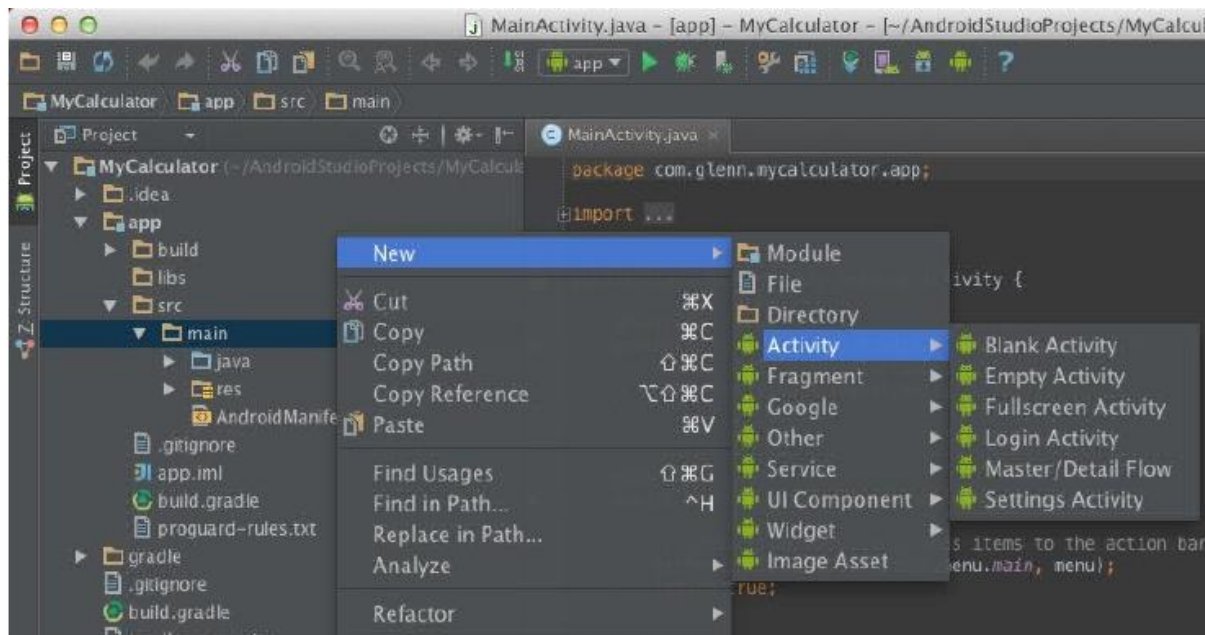 MainActivity.java - [app] - MyCalculator - [~/AndroidStudioProjects/MyCalcul
app
MyCalculator app src main
Project
MainActivity.java
Project
Z: Structure
MyCalculator (~/AndroidStudioProjects/MyCalcula
.idea
app
build
libs
src
main
java
res
AndroidManife
.gitignore
app.iml
build.gradle
proguard-rules.txt
gradle
.gitignore
build.gradle
package com.glenn.mycalculator.app;
import ...
ivity {
s items to the action bar
enu.main, menu);
rue;
New
Cut ⌘X
Copy ⌘C
Copy Path ⇧⌘C
Copy Reference ⌥⇧⌘C
Paste ⌘V
Find Usages ⇧⌘G
Find in Path... ^H
Replace in Path...
Analyze
Refactor
Module
File
Directory
Activity
Fragment
Google
Other
Service
UI Component
Widget
Image Asset
Blank Activity
Empty Activity
Fullscreen Activity
Login Activity
Master/Detail Flow
Settings Activity